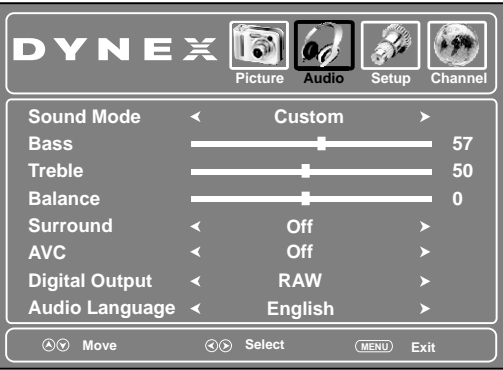 DYNEX
Picture Audio Setup Channel
Sound Mode Custom
Bass 57
Treble 50
Balance 0
Surround Off
AVC Off
Digital Output RAW
Audio Language English
Move Select MENU Exit